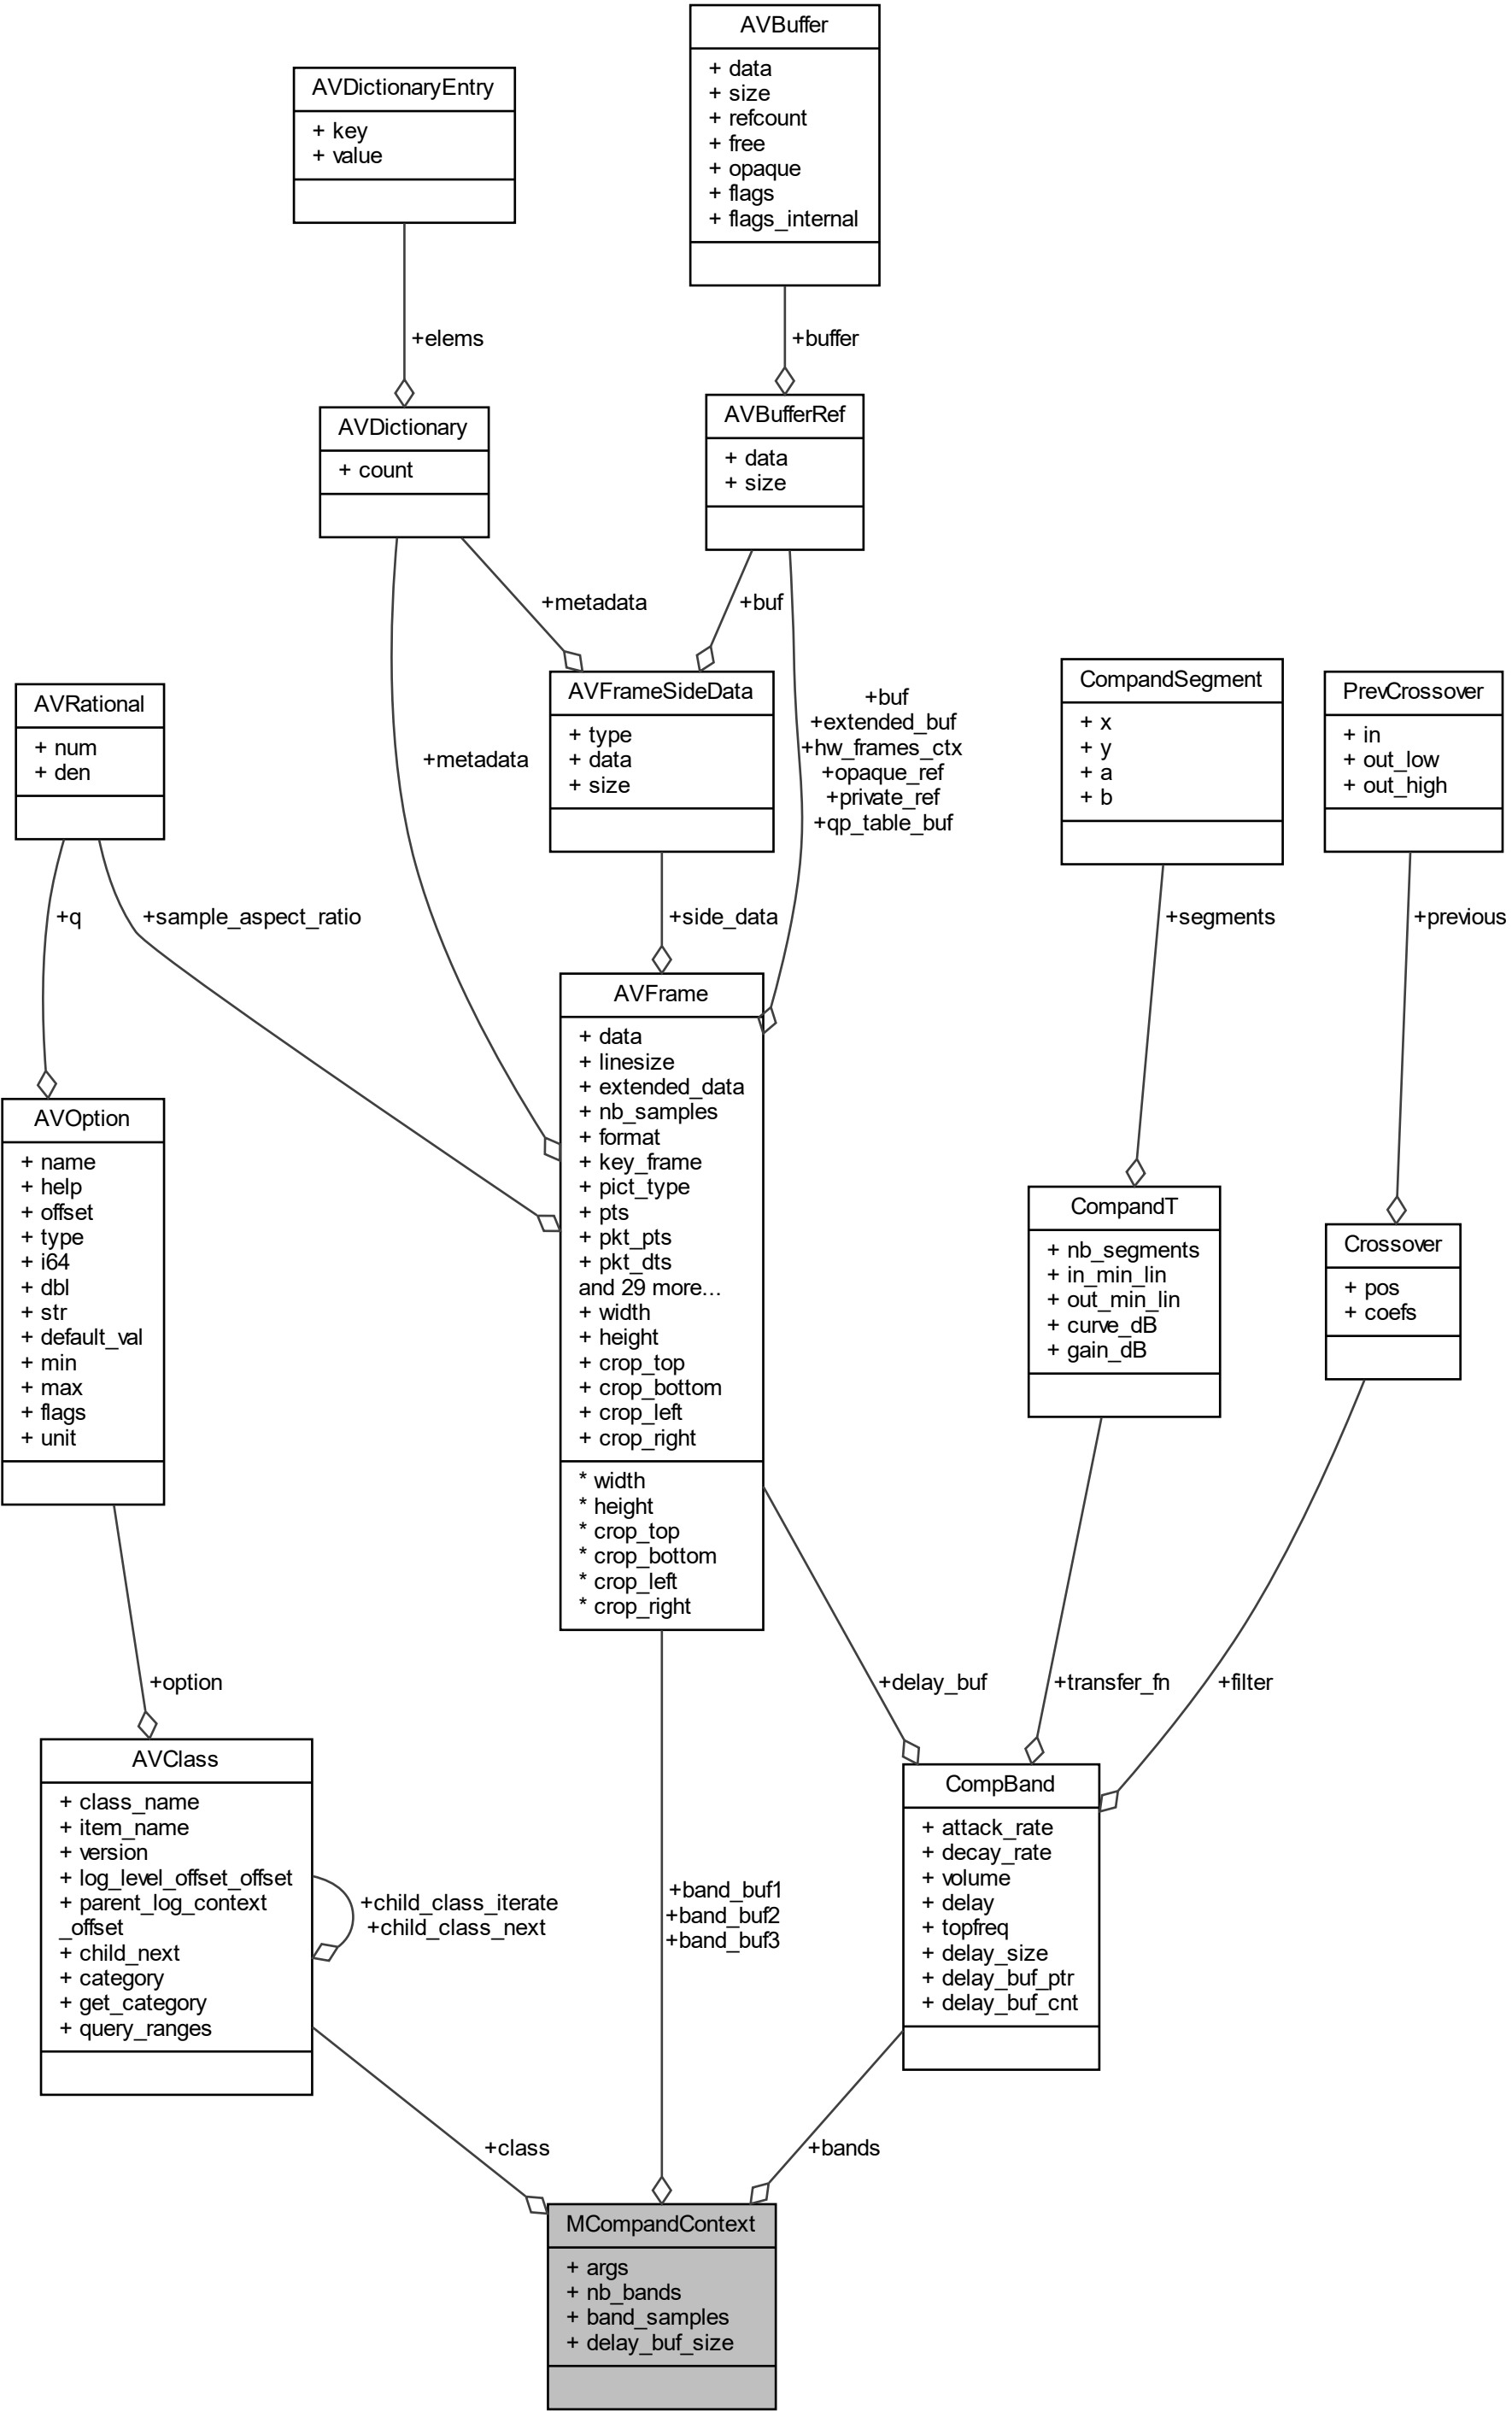 AVBuffer
+ data
+ size
+ refcount
+ free
+ opaque
+ flags
+ flags_internal
AVDictionaryEntry
+ key
+ value
+elems
+buffer
AVDictionary
+ count
AVBufferRef
+ data
+ size
+metadata
+buf
AVRational
+ num
+ den
+metadata
AVFrameSideData
+ type
+ data
+ size
+buf
+extended_buf
+hw_frames_ctx
+opaque_ref
+private_ref
+qp_table_buf
CompandSegment
+ x
+ y
+ a
+ b
PrevCrossover
+ in
+ out_low
+ out_high
+q
+sample_aspect_ratio
+side_data
+segments
+previous
AVOption
+ name
+ help
+ offset
+ type
+ i64
+ dbl
+ str
+ default_val
+ min
+ max
+ flags
+ unit
AVFrame
+ data
+ linesize
+ extended_data
+ nb_samples
+ format
+ key_frame
+ pict_type
+ pts
+ pkt_pts
+ pkt_dts
and 29 more...
+ width
+ height
+ crop_top
+ crop_bottom
+ crop_left
+ crop_right
* width
* height
* crop_top
* crop_bottom
* crop_left
* crop_right
CompandT
+ nb_segments
+ in_min_lin
+ out_min_lin
+ curve_dB
+ gain_dB
Crossover
+ pos
+ coefs
+option
+delay_buf
+transfer_fn
+filter
AVClass
+ class_name
+ item_name
+ version
+ log_level_offset_offset
+ parent_log_context
_offset
+ child_next
+ category
+ get_category
+ query_ranges
+child_class_iterate
+child_class_next
+band_buf1
+band_buf2
+band_buf3
CompBand
+ attack_rate
+ decay_rate
+ volume
+ delay
+ topfreq
+ delay_size
+ delay_buf_ptr
+ delay_buf_cnt
+class
+bands
MCompandContext
+ args
+ nb_bands
+ band_samples
+ delay_buf_size